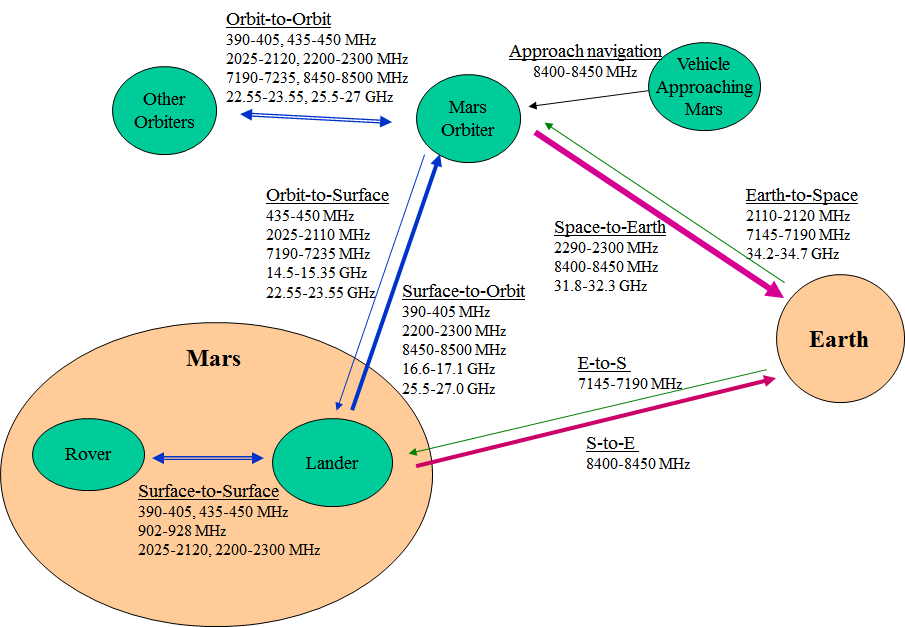 Orbit-to-Orbit
390-405, 435-450 MHz
2025-2120, 2200-2300 MHz
7190-7235, 8450-8500 MHz
22.55-23.55, 25.5-27 GHz
Approach navigation
8400-8450 MHz
Vehicle
Approaching
Mars
Other
Orbiters
Mars
Orbiter
Orbit-to-Surface
435-450 MHz
2025-2110 MHz
7190-7235 MHz
14.5-15.35 GHz
22.55-23.55 GHz
Space-to-Earth
2290-2300 MHz
8400-8450 MHz
31.8-32.3 GHz
Earth-to-Space
2110-2120 MHz
7145-7190 MHz
34.2-34.7 GHz
Surface-to-Orbit
390-405 MHz
2200-2300 MHz
8450-8500 MHz
16.6-17.1 GHz
25.5-27.0 GHz
Earth
Mars
E-to-S
7145-7190 MHz
S-to-E
8400-8450 MHz
Rover
Lander
Surface-to-Surface
390-405, 435-450 MHz
902-928 MHz
2025-2120, 2200-2300 MHz